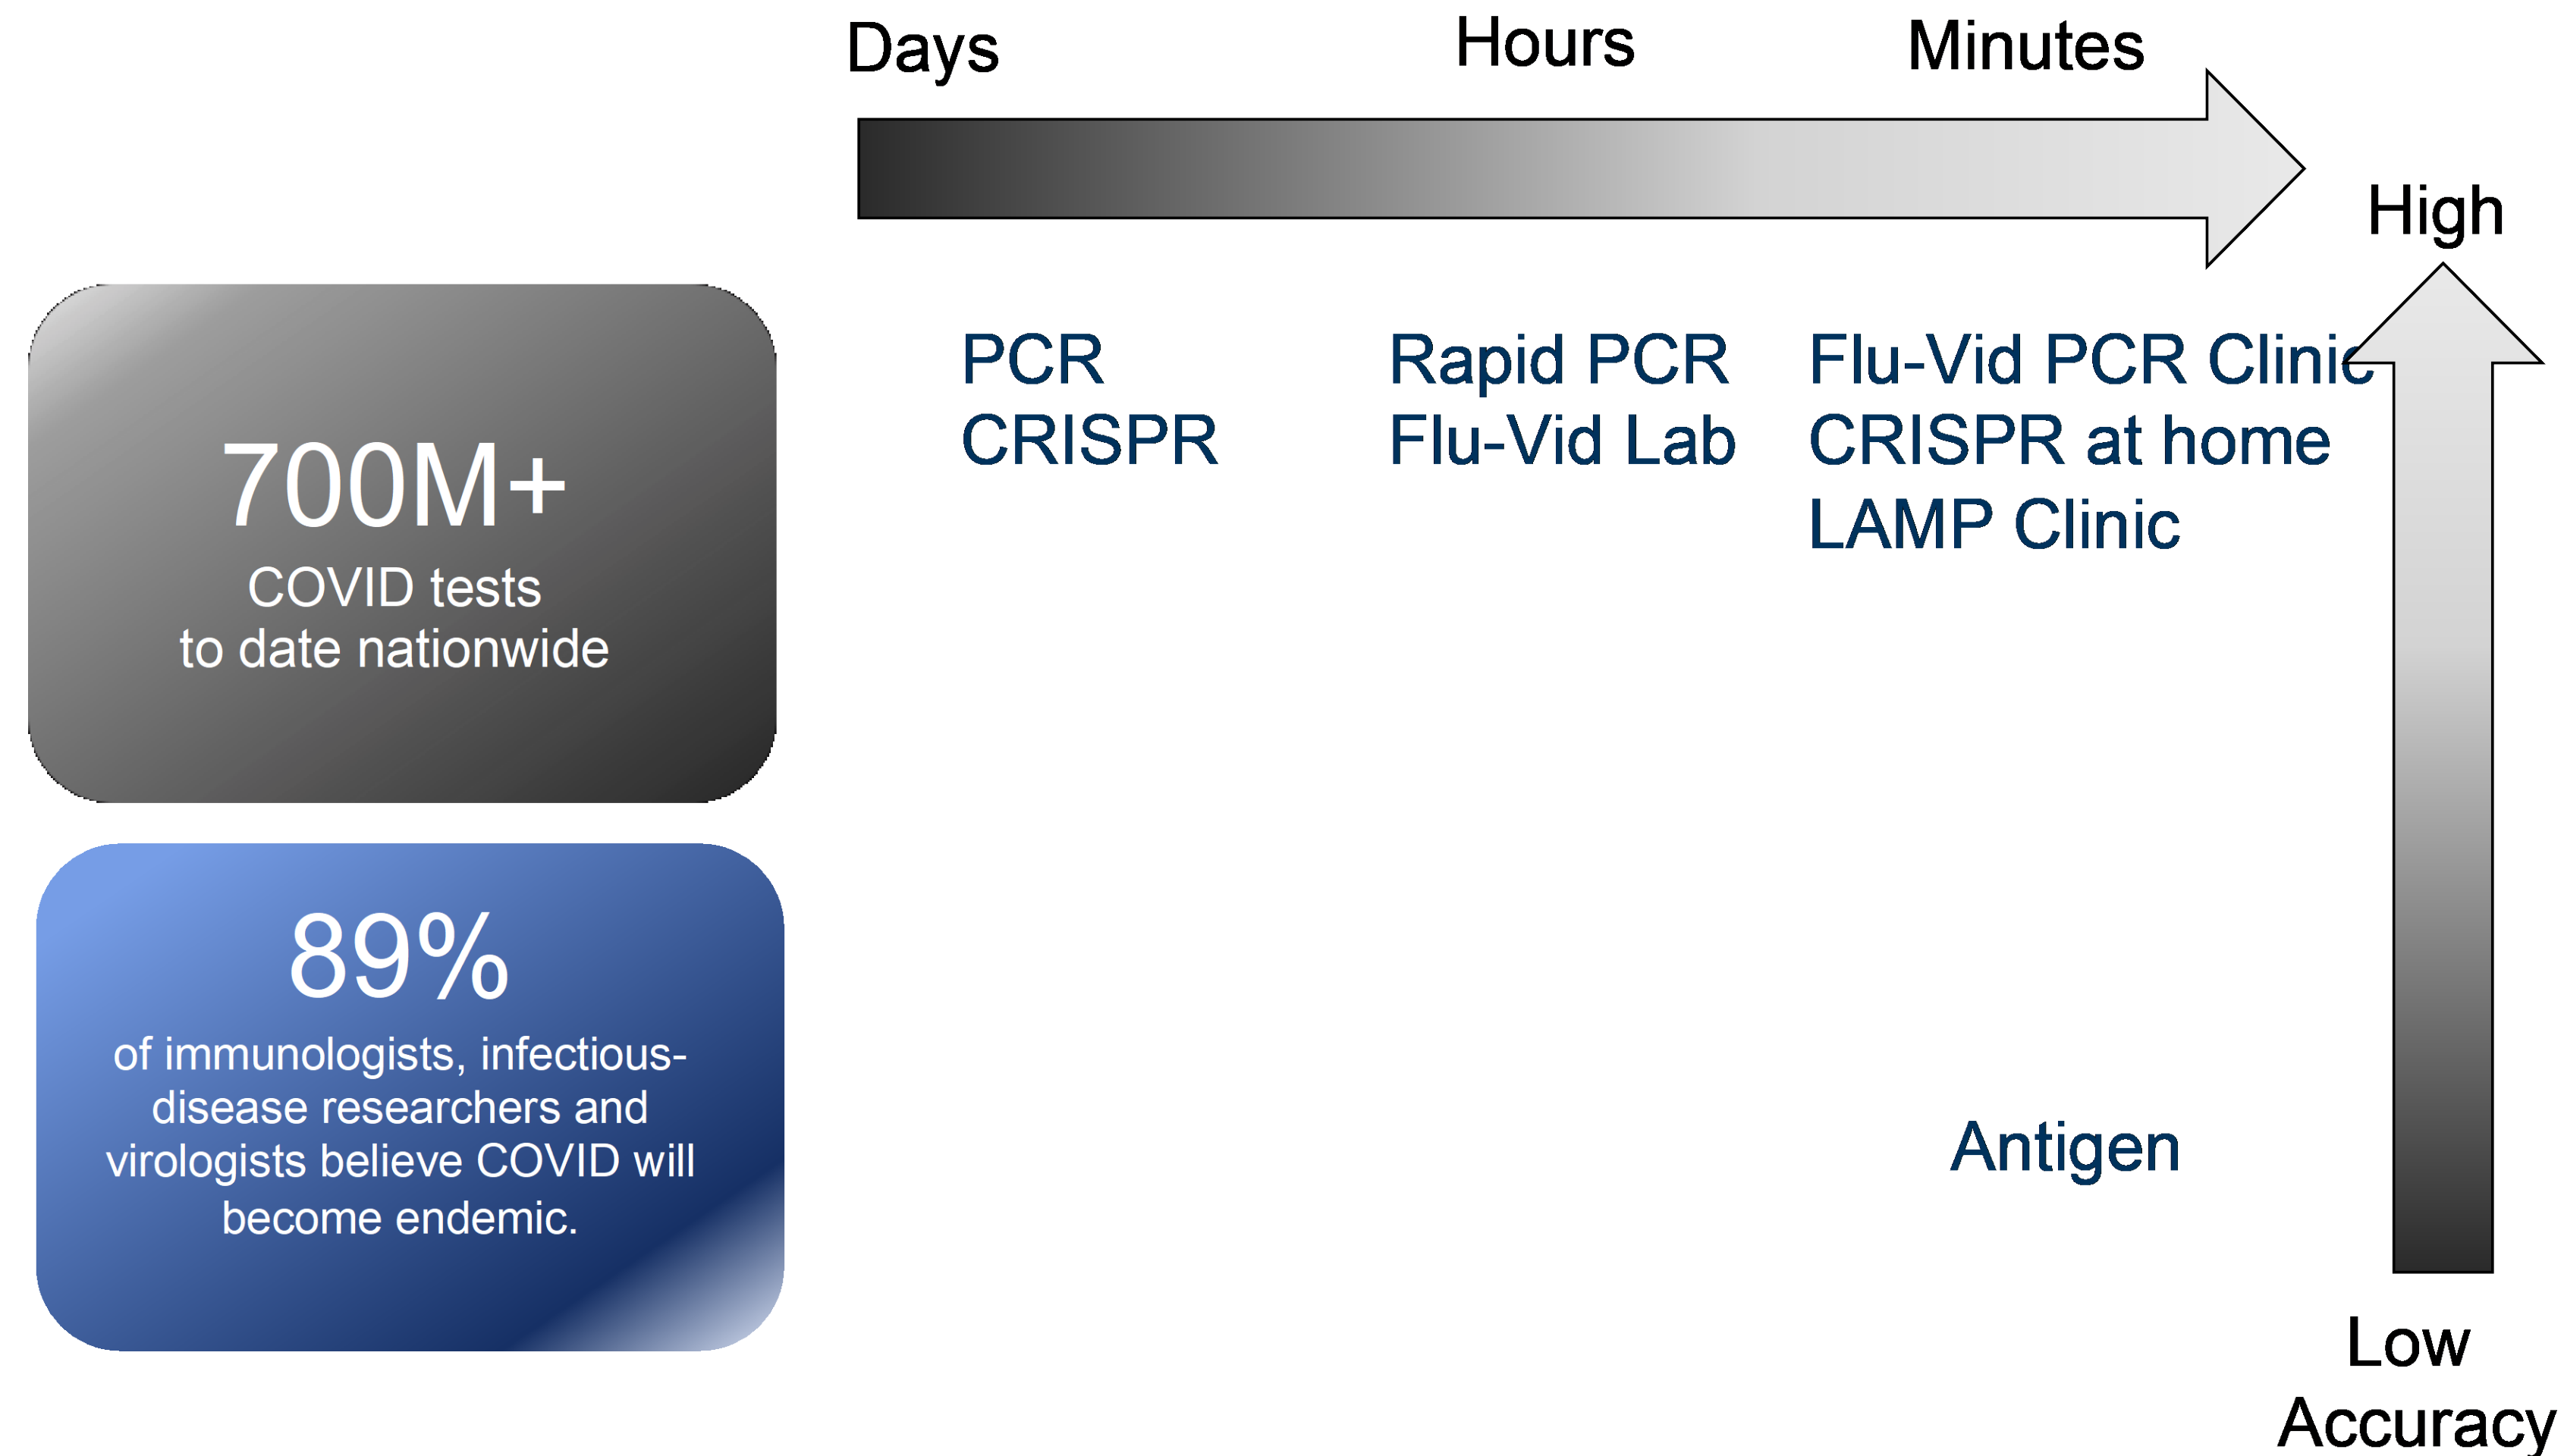 Days
Hours
Minutes
High
700M+
COVID tests
to date nationwide
PCR
CRISPR
Rapid PCR
Flu-Vid Lab
Flu-Vid PCR Clinic
CRISPR at home
LAMP Clinic
89%
of immunologists, infectious-
disease researchers and
virologists believe COVID will
become endemic.
Antigen
Low
Accuracy